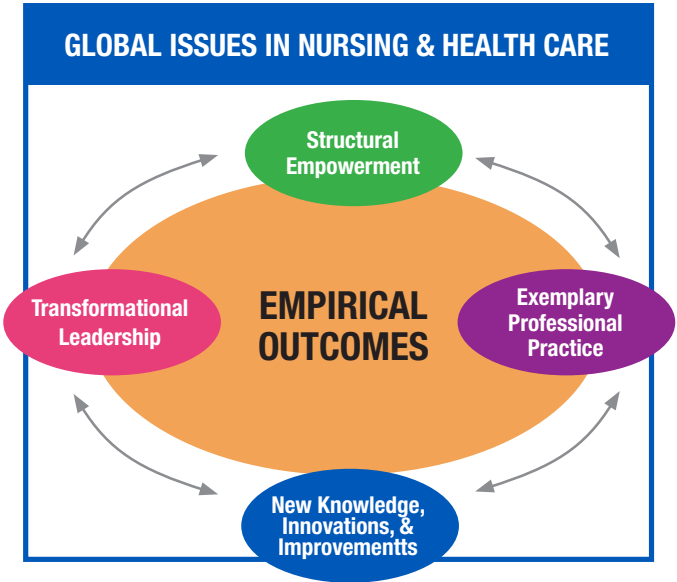 GLOBAL ISSUES IN NURSING & HEALTH CARE
Structural
Empowerment
Transformational
Leadership
EMPIRICAL
OUTCOMES
Exemplary
Professional
Practice
New Knowledge,
Innovations, &
Improvementts